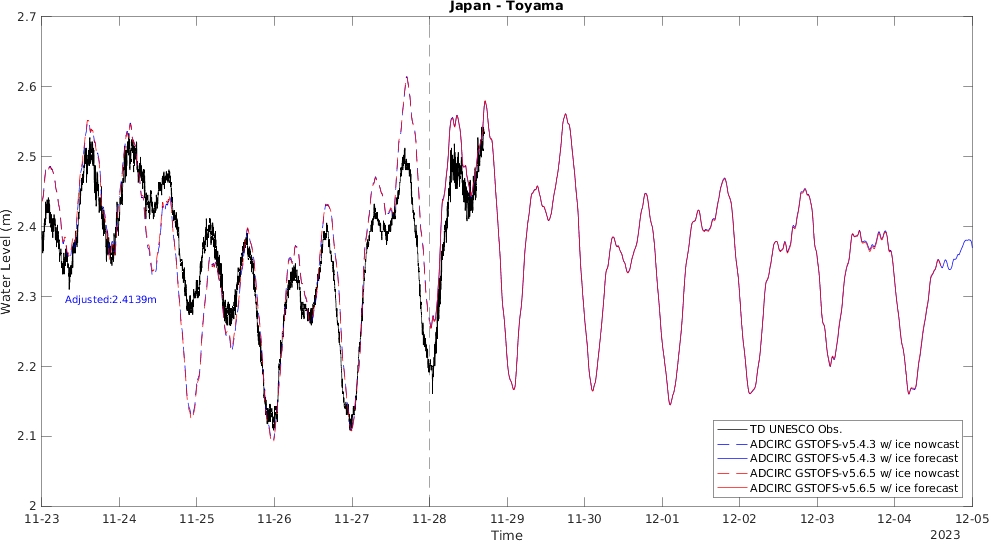 Japan - Toyama
2.7
2.6
2.5
2.4
2.3
2.2
2.1
2
Water Level (m)
Adjusted:2.4139m
TD UNESCO Obs.
ADCIRC GSTOFS-v5.4.3 w/ ice nowcast
ADCIRC GSTOFS-v5.4.3 w/ ice forecast
ADCIRC GSTOFS-v5.6.5 w/ ice nowcast
ADCIRC GSTOFS-v5.6.5 w/ ice forecast
11-23 11-24 11-25 11-26 11-27 11-28 11-29 11-30 12-01 12-02 12-03 12-04 12-05
Time
2023